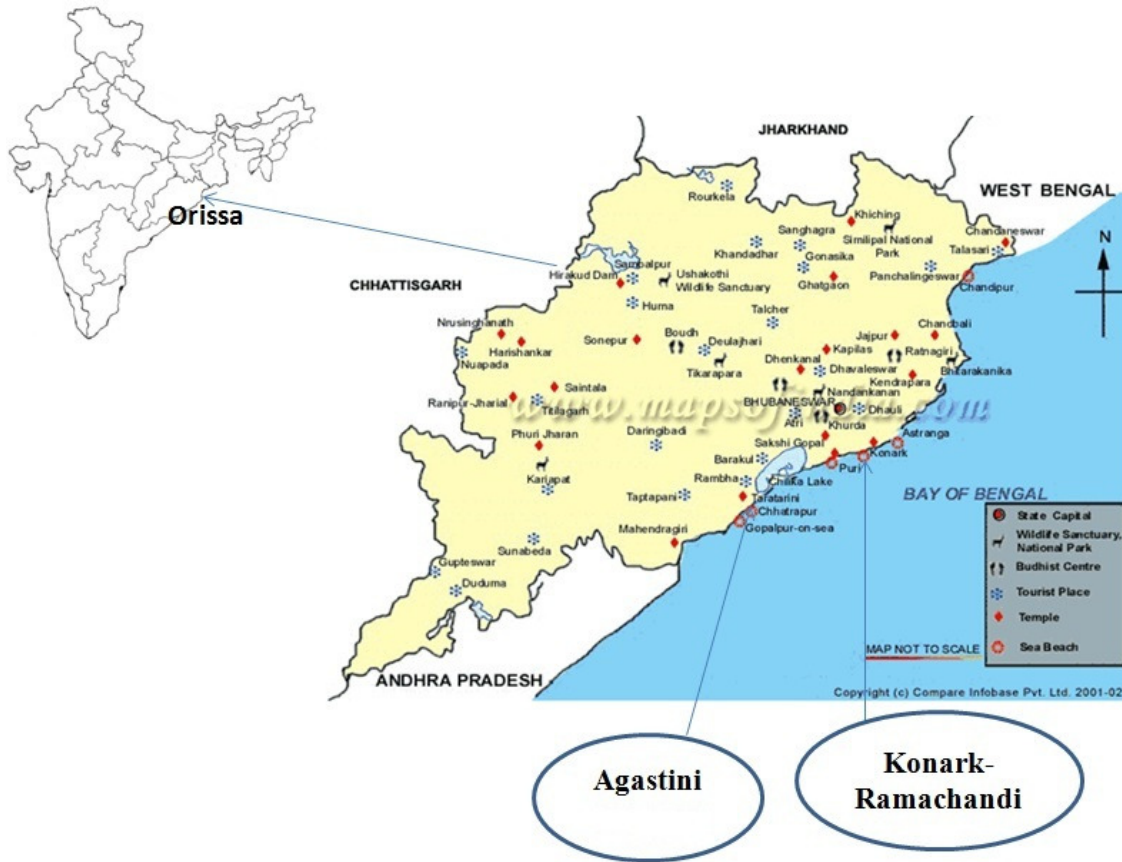 Orissa
JHARKHAND
WEST BENGAL
CHHATTISGARH
N
Rourkela
Khiching
Chandaneswar
Sanghagra
Similipal National
Park
Talasari
Khandadhar
Gonasika
Ghatgaon
Panchalingeswar
Chandipur
Hirakud Dam
Sambalpur
Ushakothi
Wildlife Sanctuary
Huma
Talcher
Nrusinghanath
Harishankar
Nuapada
Sonepur
Boudh
Deulajhari
Tikarapara
Kapilas
Jajpur
Chandbali
Ratnagiri
Bhitarakanika
Dhenkanal
Dhavaleswar
Kendrapara
Nandankanan
Saintala
Ranipur-Jharial
Titilagarh
www.mapsofindia.com
BHUBANESWAR
Dhauli
Atri
Khurda
Astranga
Phuri Jharan
Daringibadi
Sakshi Gopal
Konark
Karlapat
Barakul
Puri
Rambha
Chilika Lake
Taptapani
Taratarini
Chhatrapur
Gopalpur-on-sea
Mahendragiri
Sunabeda
Gupteswar
Duduma
BAY OF BENGAL
State Capital
Wildlife Sanctuary,
National Park
Budhist Centre
Tourist Place
Temple
Sea Beach
MAP NOT TO SCALE
ANDHRA PRADESH
Copyright (c) Compare Infobase Pvt. Ltd. 2001-02
Agastini
Konark-
Ramachandi